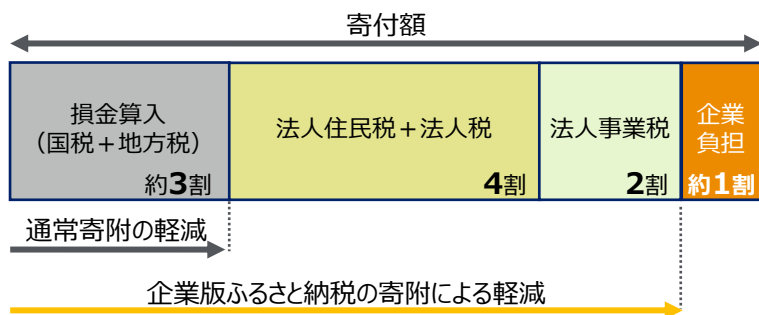 寄付額
損金算入
（国税＋地方税）
約3割
法人住民税＋法人税
4割
法人事業税
2割
企業
負担
約1割
通常寄附の軽減
企業版ふるさと納税の寄附による軽減